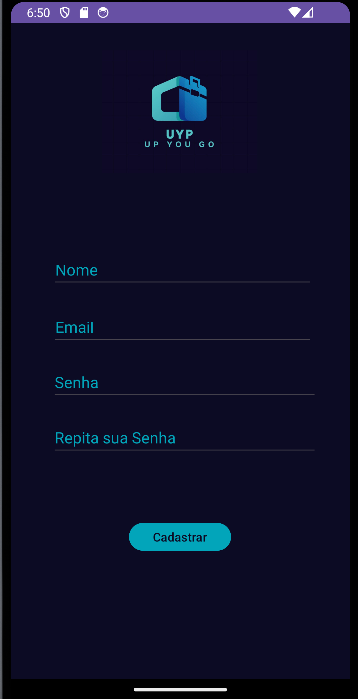 6:50
UYP
UP YOU GO
Nome
Email
Senha
Repita sua Senha
Cadastrar